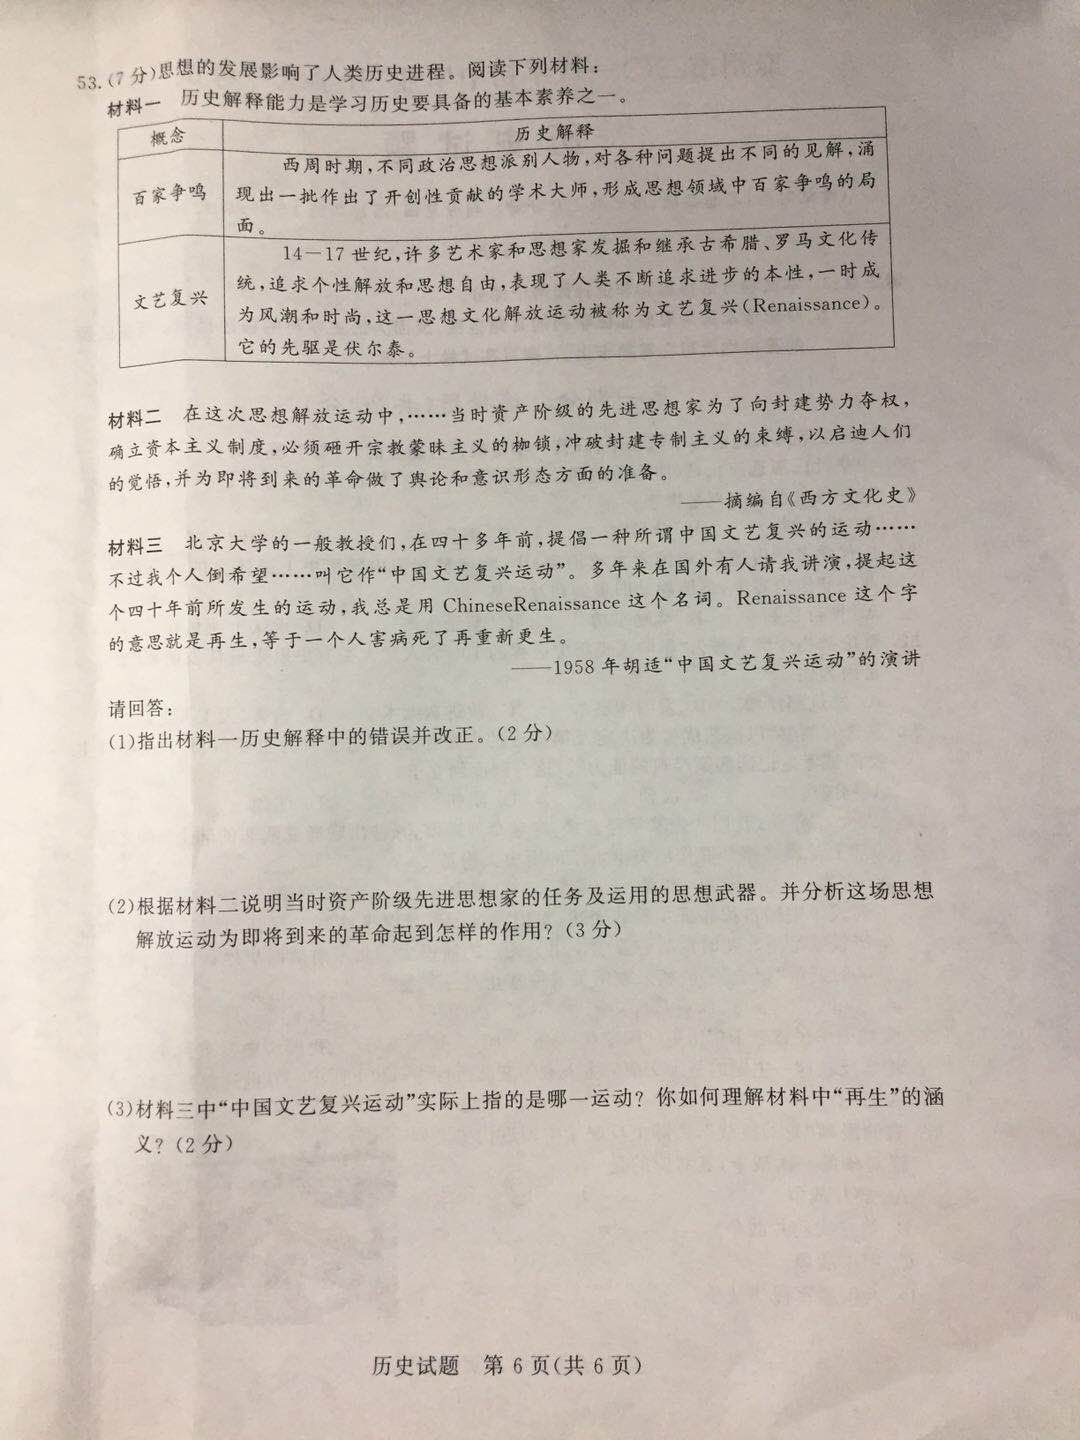 53.(7分)思想的发展影响了人类历史进程。阅读下列材料:
材料一 历史解释能力是学习历史要具备的基本素养之一。
概念 历史解释
百家争鸣
西周时期,不同政治思想派别人物,对各种问题提出不同的见解,涌
现出一批作出了开创性贡献的学术大师,形成思想领域中百家争鸣的局
面。
文艺复兴
14—17世纪,许多艺术家和思想家发掘和继承古希腊、罗马文化传
统,追求个性解放和思想自由,表现了人类不断追求进步的本性,一时成
为风潮和时尚,这一思想文化解放运动被称为文艺复兴(Renaissance)。
它的先驱是伏尔泰。
材料二 在这次思想解放运动中,……当时资产阶级的先进思想家为了向封建势力夺权,
确立资本主义制度,必须砸开宗教蒙昧主义的枷锁,冲破封建专制主义的束缚,以启迪人们
的觉悟,并为即将到来的革命做了舆论和意识形态方面的准备。
——摘编自《西方文化史》
材料三 北京大学的一般教授们,在四十多年前,提倡一种所谓中国文艺复兴的运动……
不过我个人倒希望……叫它作“中国文艺复兴运动”。多年来在国外有人请我讲演,提起这
个四十年前所发生的运动,我总是用 ChineseRenaissance 这个名词。Renaissance 这个字
的意思就是再生,等于一个人害病死了再重新更生。
——1958年胡适“中国文艺复兴运动”的演讲
请回答:
(1)指出材料一历史解释中的错误并改正。(2分)
(2)根据材料二说明当时资产阶级先进思想家的任务及运用的思想武器。并分析这场思想
解放运动为即将到来的革命起到怎样的作用?(3分)
(3)材料三中“中国文艺复兴运动”实际上指的是哪一运动?你如何理解材料中“再生”的涵
义?(2分)
历史试题 第6页(共6页)